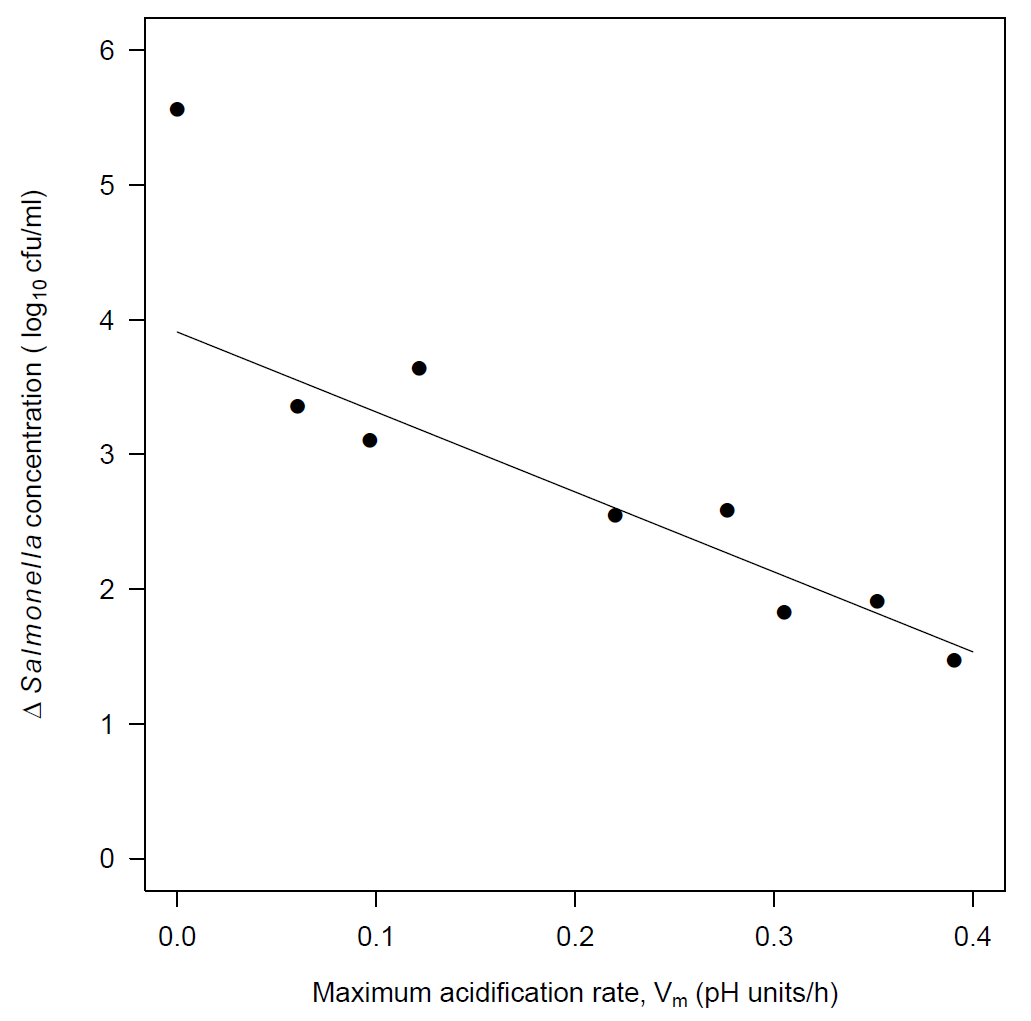 6
5
4
3
2
1
0
Δ Salmonella concentration ( log10 cfu/ml)
0.0 0.1 0.2 0.3 0.4
Maximum acidification rate, Vm (pH units/h)